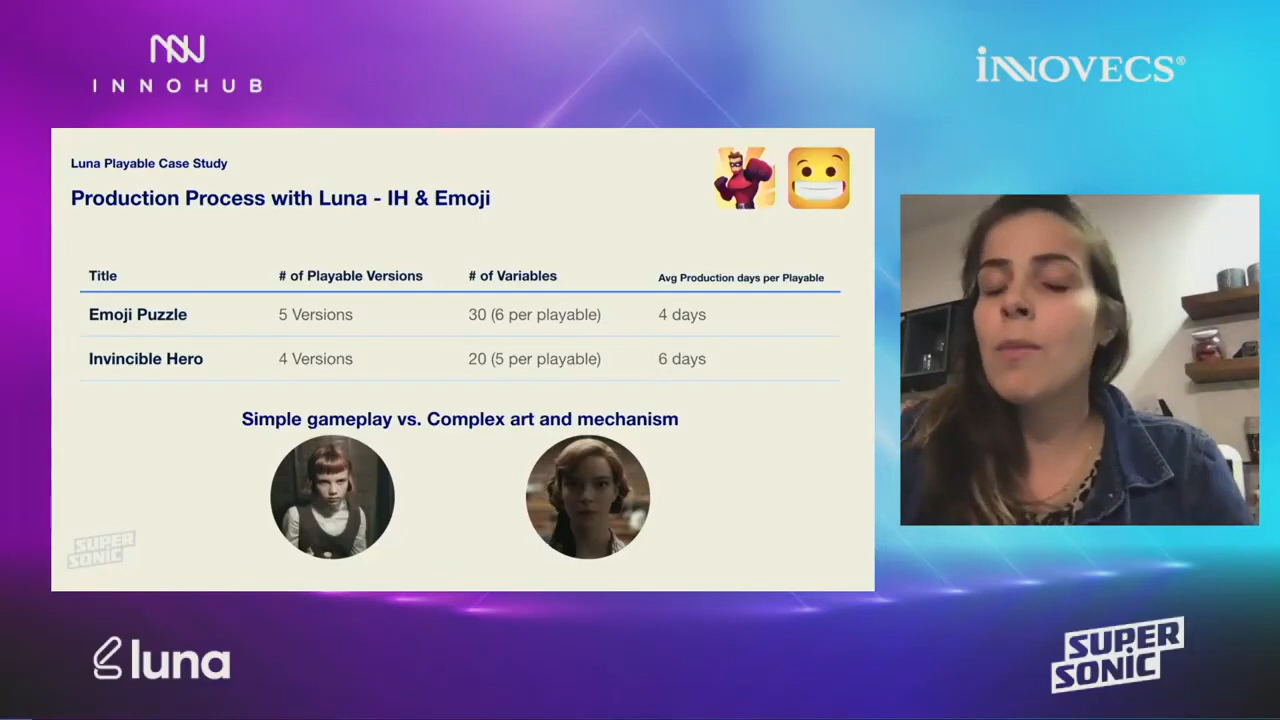 INNOHUB
iNNOVECS®
Luna Playable Case Study
Production Process with Luna - IH & Emoji
Title # of Playable Versions # of Variables Avg Production days per Playable
Emoji Puzzle 5 Versions 30 (6 per playable) 4 days
Invincible Hero 4 Versions 20 (5 per playable) 6 days
Simple gameplay vs. Complex art and mechanism
SUPER
SONIC
luna
SUPER
SONIC